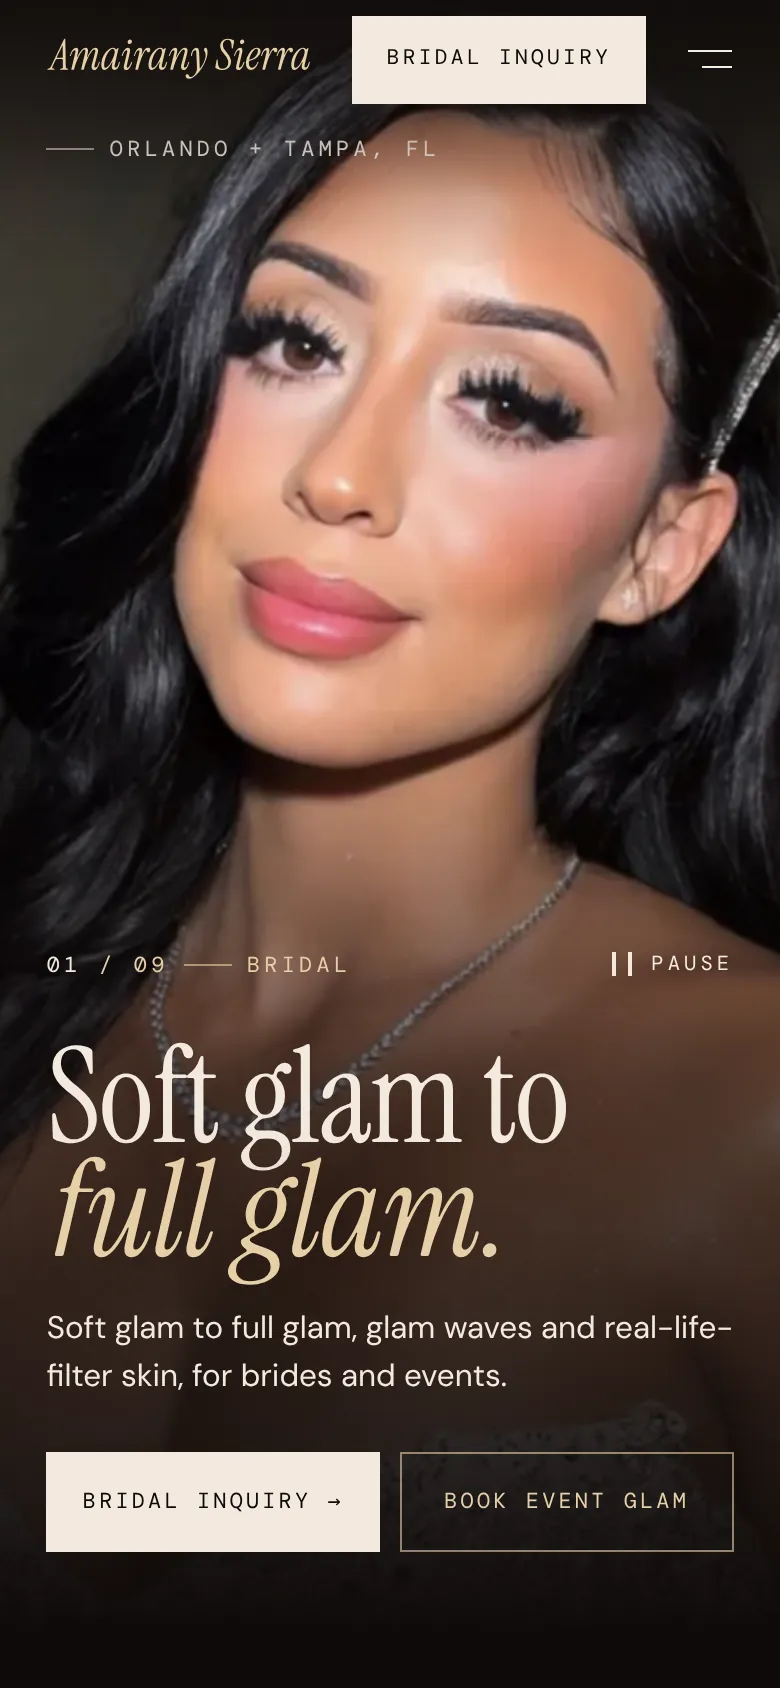 Amairany Sierra
BRIDAL INQUIRY
ORLANDO + TAMPA, FL
01 / 09 — BRIDAL
PAUSE
Soft glam to
full glam.
Soft glam to full glam, glam waves and real-life-
filter skin, for brides and events.
BRIDAL INQUIRY →
BOOK EVENT GLAM